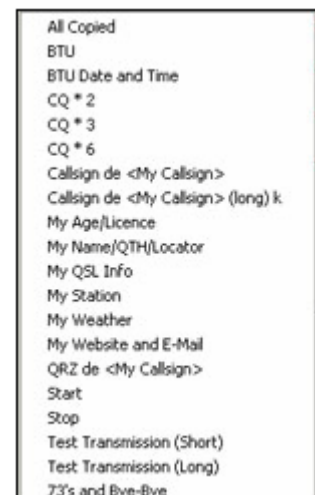 All Copied
BTU
BTU Date and Time
CQ * 2
CQ * 3
CQ * 6
Callsign de <My Callsign>
Callsign de <My Callsign> (long) k
My Age/Licence
My Name/QTH/Locator
My QSL Info
My Station
My Weather
My Website and E-Mail
QRZ de <My Callsign>
Start
Stop
Test Transmission (Short)
Test Transmission (Long)
73's and Bye-Bye